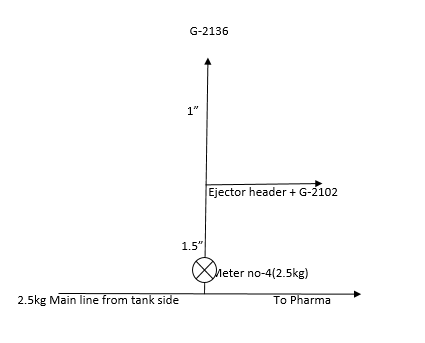 G-2136
1”
Ejector header + G-2102
1.5”
Meter no-4(2.5kg)
2.5kg Main line from tank side
To Pharma